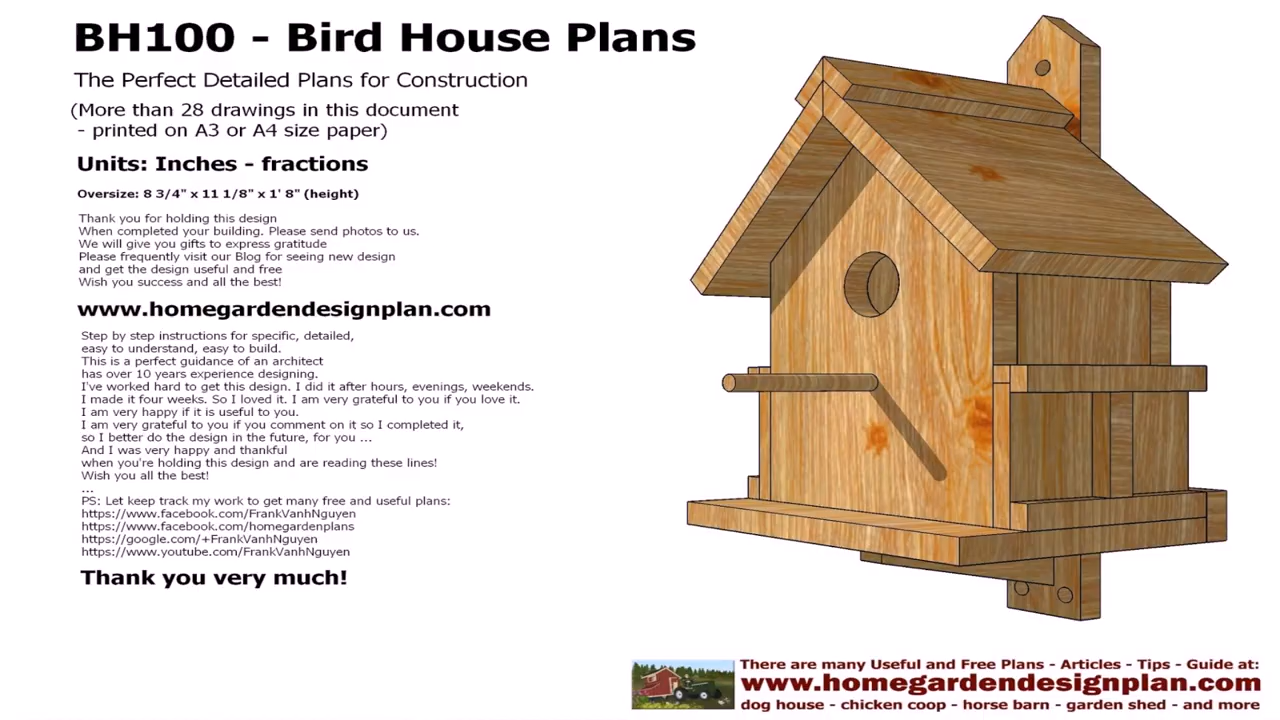 BH100 - Bird House Plans
The Perfect Detailed Plans for Construction
(More than 28 drawings in this document
- printed on A3 or A4 size paper)
Units: Inches - fractions
Oversize: 8 3/4" x 11 1/8" x 1' 8" (height)
Thank you for holding this design
When completed your building. Please send photos to us.
We will give you gifts to express gratitude
Please frequently visit our Blog for seeing new design
and get the design useful and free
Wish you success and all the best!
www.homegardendesignplan.com
Step by step instructions for specific, detailed,
easy to understand, easy to build.
This is a perfect guidance of an architect
has over 10 years experience designing.
I've worked hard to get this design. I did it after hours, evenings, weekends.
I made it four weeks. So I loved it. I am very grateful to you if you love it.
I am very happy if it is useful to you.
I am very grateful to you if you comment on it so I completed it,
so I better do the design in the future, for you ...
And I was very happy and thankful
when you're holding this design and are reading these lines!
Wish you all the best!
...
PS: Let keep track my work to get many free and useful plans:
https://www.facebook.com/FrankVanhNguyen
https://www.facebook.com/homegardenplans
https://google.com/+FrankVanhNguyen
https://www.youtube.com/FrankVanhNguyen
Thank you very much!
There are many Useful and Free Plans - Articles - Tips - Guide at:
www.homegardendesignplan.com
dog house - chicken coop - horse barn - garden shed - and more